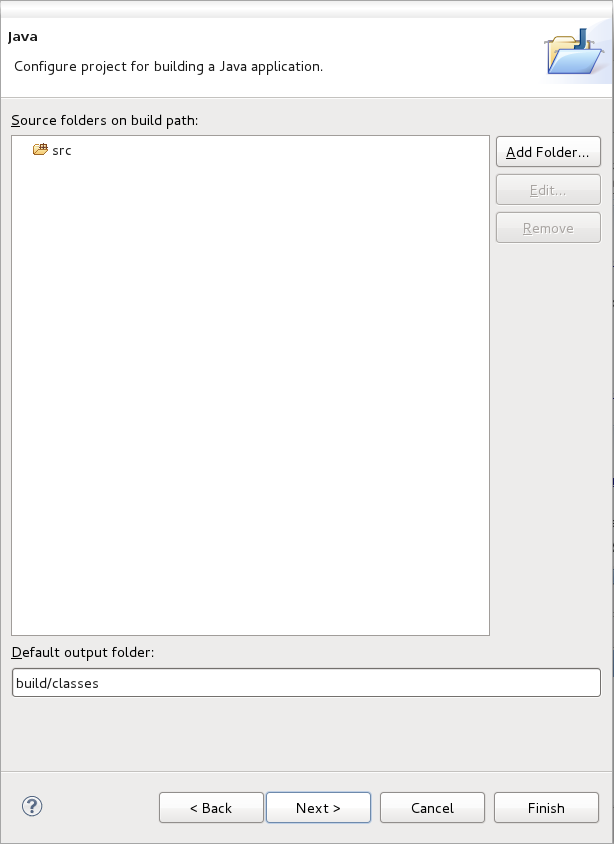 Java
Configure project for building a Java application.
Source folders on build path:
src
Add Folder...
Edit...
Remove
Default output folder:
build/classes
?
< Back
Next >
Cancel
Finish